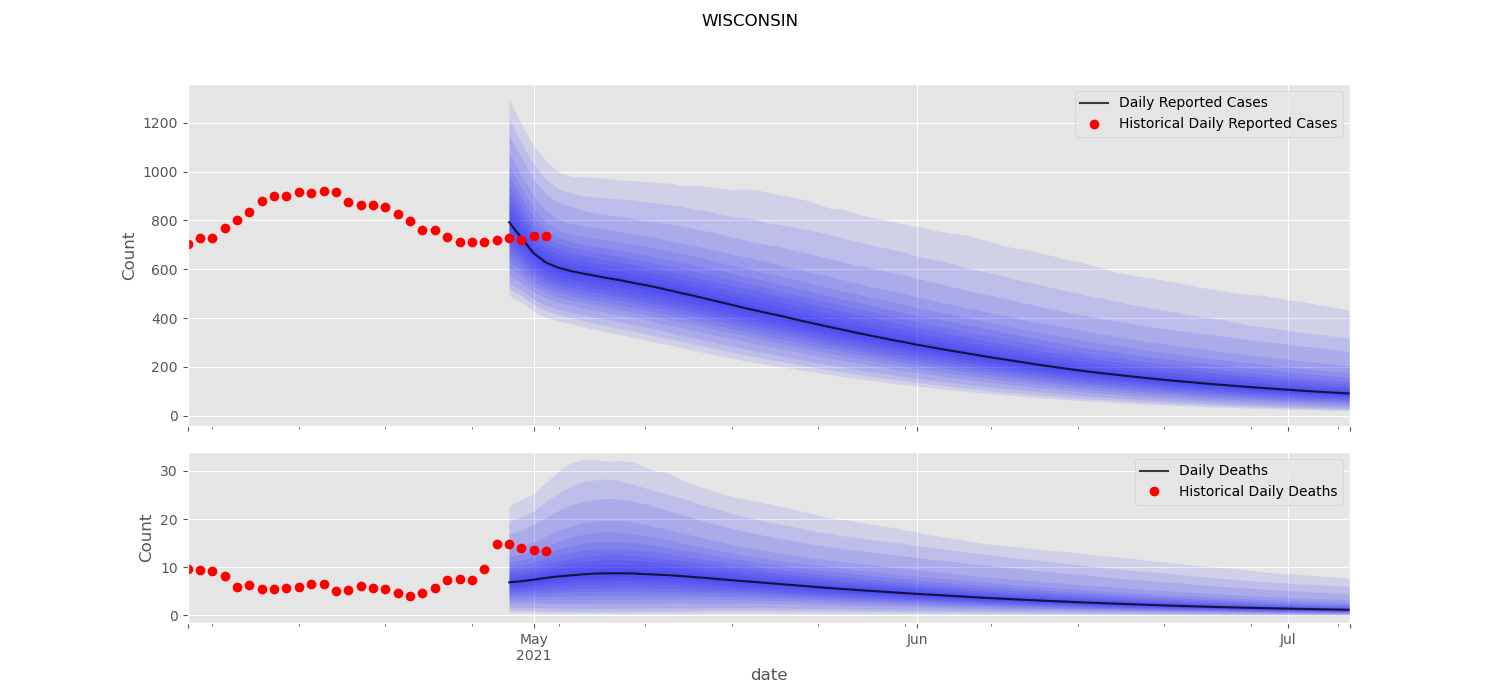 WISCONSIN
1200
1000
800
600
400
200
0
Count
Daily Reported Cases
Historical Daily Reported Cases
30
20
10
0
Count
Daily Deaths
Historical Daily Deaths
May
2021
Jun
Jul
date